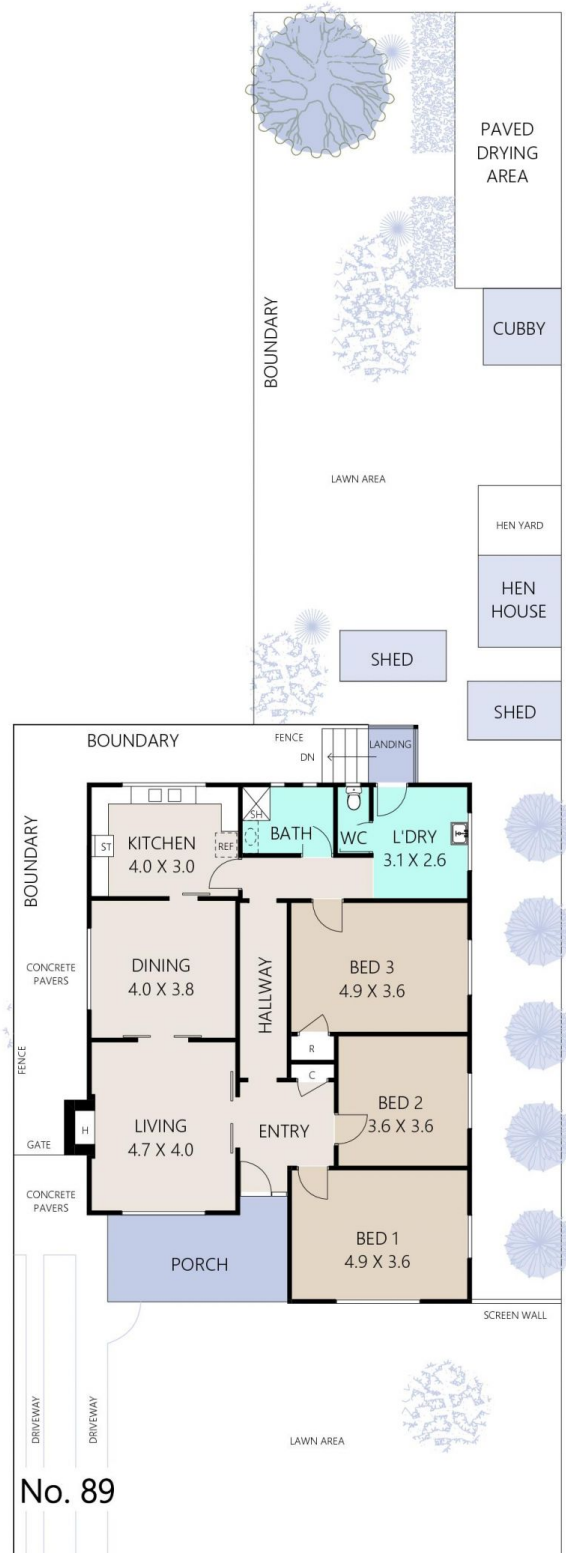 PAVED
DRYING
AREA
CUBBY
BOUNDARY
LAWN AREA
HEN YARD
HEN
HOUSE
SHED
SHED
BOUNDARY
FENCE
DN
LANDING
BOUNDARY
KITCHEN
4.0 X 3.0
ST
REF
SH
BATH
WC
L'DRY
3.1 X 2.6
CONCRETE
PAVERS
DINING
4.0 X 3.8
HALLWAY
BED 3
4.9 X 3.6
R
C
FENCE
GATE
H
LIVING
4.7 X 4.0
ENTRY
BED 2
3.6 X 3.6
CONCRETE
PAVERS
PORCH
BED 1
4.9 X 3.6
SCREEN WALL
DRIVEWAY
DRIVEWAY
LAWN AREA
No. 89